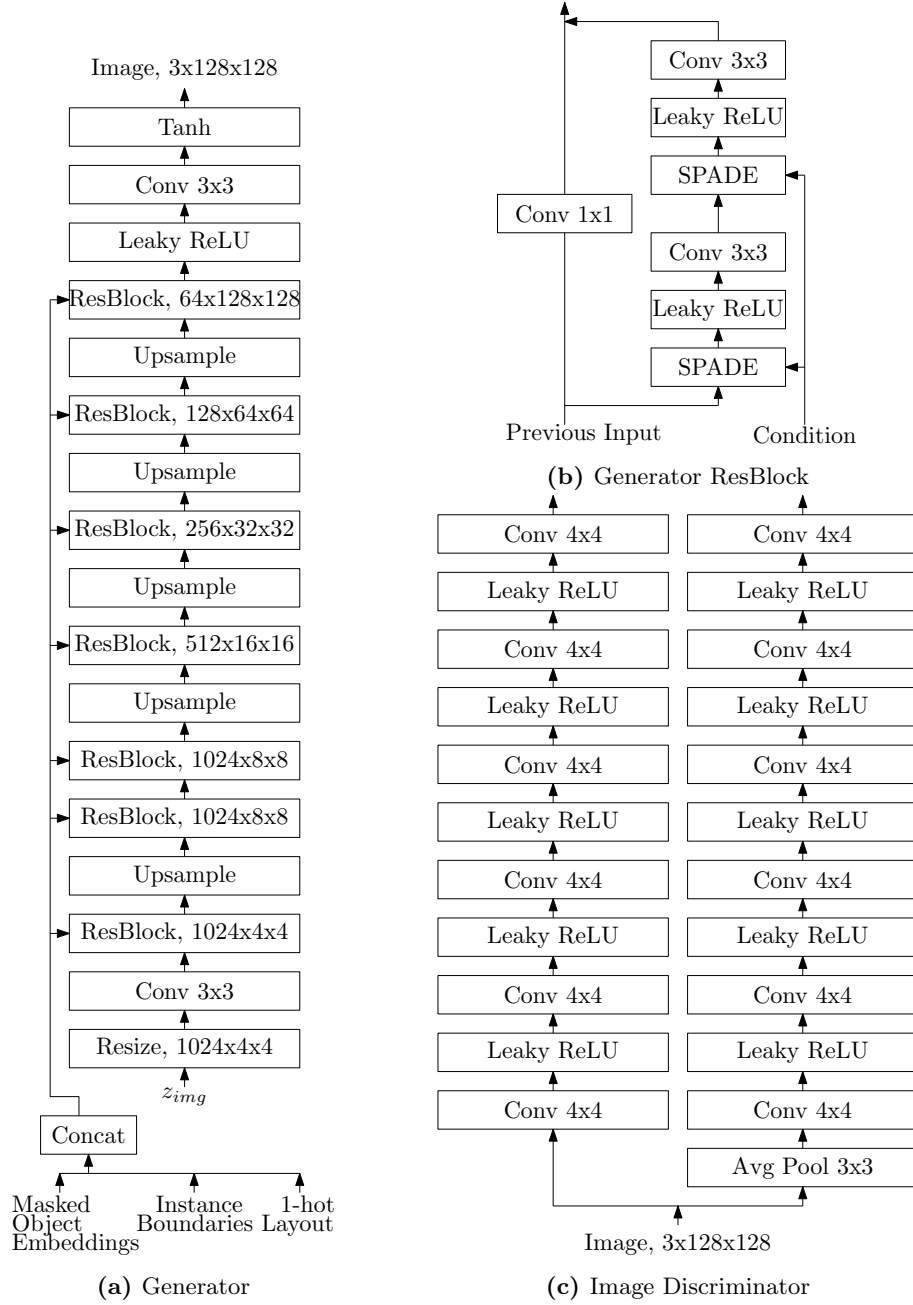 Image, 3x128x128
Tanh
Conv 3x3
Leaky ReLU
ResBlock, 64x128x128
Upsample
ResBlock, 128x64x64
Upsample
ResBlock, 256x32x32
Upsample
ResBlock, 512x16x16
Upsample
ResBlock, 1024x8x8
ResBlock, 1024x8x8
Upsample
ResBlock, 1024x4x4
Conv 3x3
Resize, 1024x4x4
z_img
Concat
Masked Object Embeddings
Instance Boundaries
1-hot Layout
(a) Generator
Conv 3x3
Leaky ReLU
SPADE
Conv 1x1
Conv 3x3
Leaky ReLU
SPADE
Previous Input
Condition
(b) Generator ResBlock
Conv 4x4
Leaky ReLU
Conv 4x4
Leaky ReLU
Conv 4x4
Leaky ReLU
Conv 4x4
Leaky ReLU
Conv 4x4
Leaky ReLU
Conv 4x4
Conv 4x4
Leaky ReLU
Conv 4x4
Leaky ReLU
Conv 4x4
Leaky ReLU
Conv 4x4
Leaky ReLU
Conv 4x4
Leaky ReLU
Conv 4x4
Avg Pool 3x3
Image, 3x128x128
(c) Image Discriminator